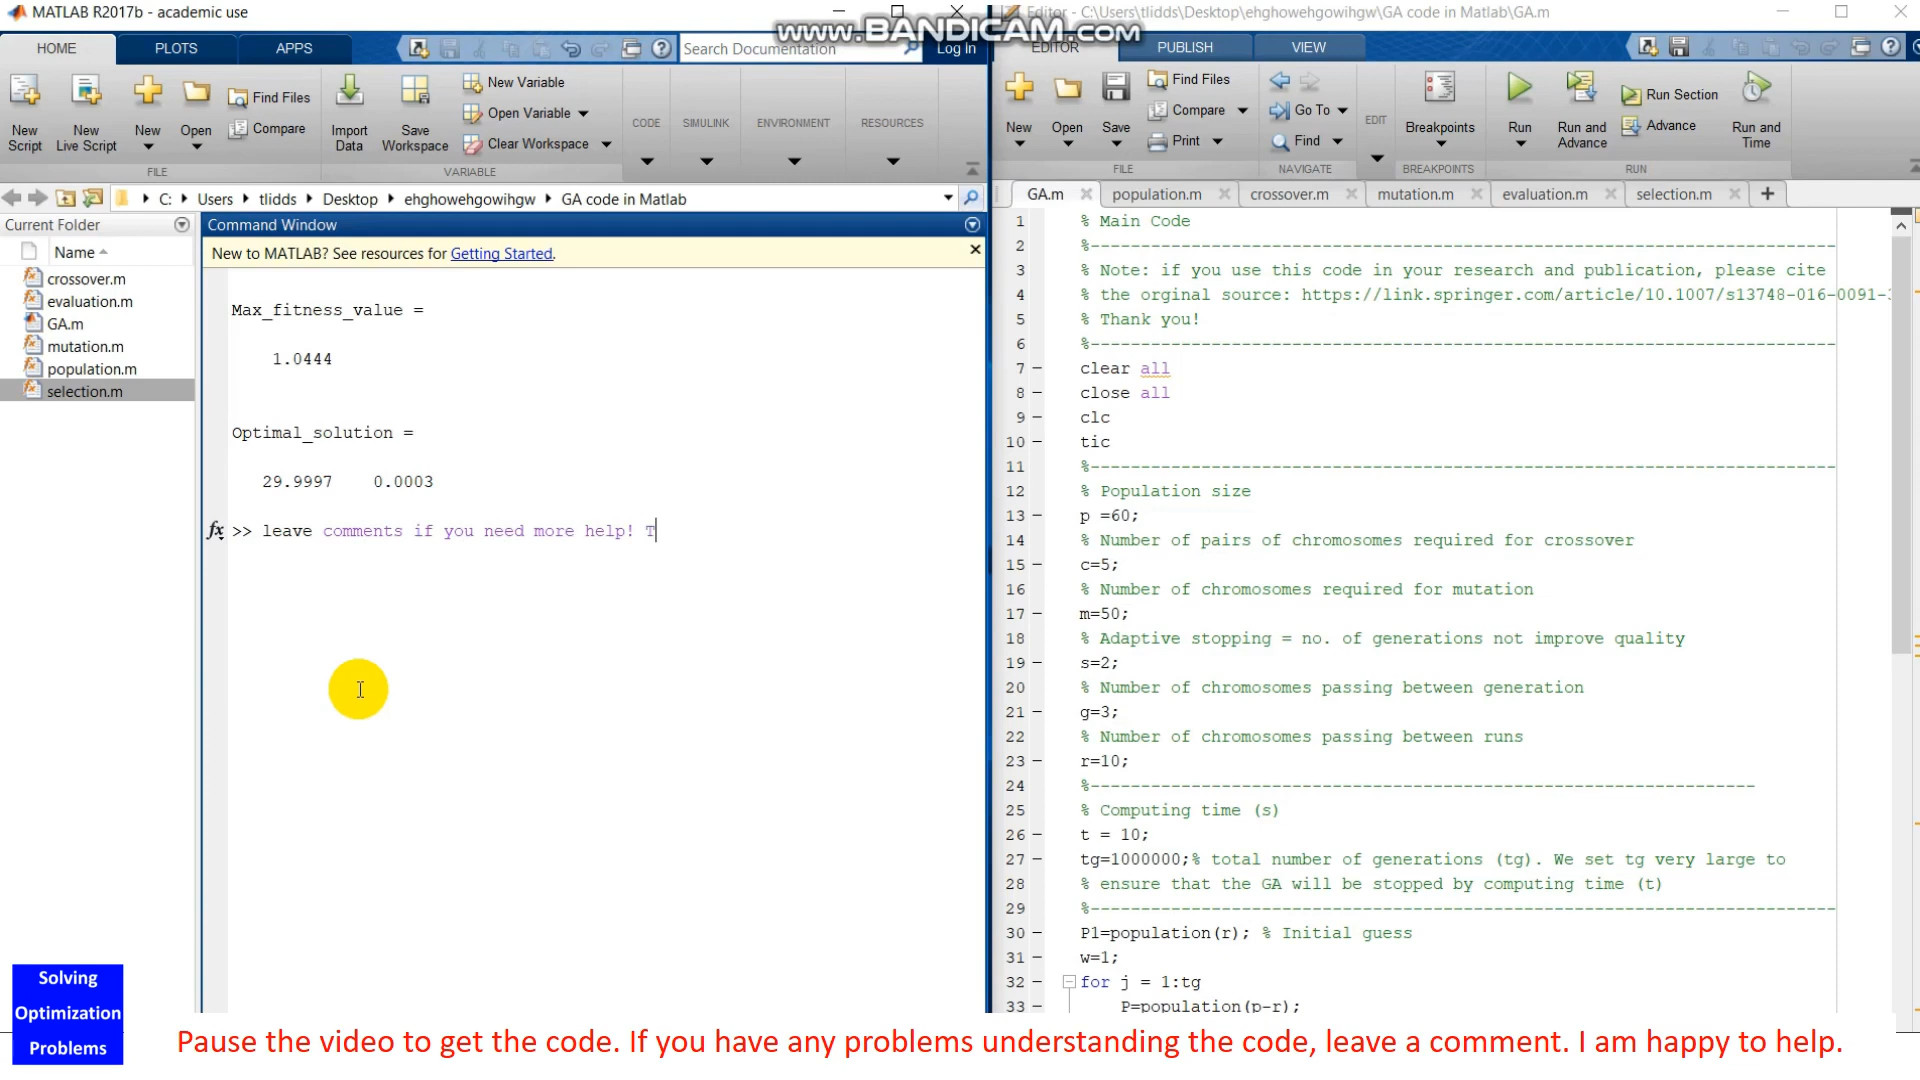 MATLAB R2017b - academic use
Editor - C:\Users\tlidds\Desktop\ehghowehgowihgw\GA code in Matlab\GA.m
www.BANDICAM.com
HOME
PLOTS
APPS
Search Documentation
Log In
EDITOR
PUBLISH
VIEW
New Script
New Live Script
New
Open
Find Files
Compare
Import Data
Save Workspace
New Variable
Open Variable
Clear Workspace
CODE
SIMULINK
ENVIRONMENT
RESOURCES
FILE
VARIABLE
New
Open
Save
Find Files
Compare
Print
Go To
Find
EDIT
Breakpoints
Run
Run and Advance
Run Section
Advance
Run and Time
FILE
NAVIGATE
BREAKPOINTS
RUN
C: Users tlidds Desktop ehghowehgowihgw GA code in Matlab
Current Folder
Name
crossover.m
evaluation.m
GA.m
mutation.m
population.m
selection.m
Command Window
New to MATLAB? See resources for Getting Started.
Max_fitness_value =
1.0444
Optimal_solution =
29.9997 0.0003
fx >> leave comments if you need more help! T
GA.m
population.m
crossover.m
mutation.m
evaluation.m
selection.m
1 % Main Code
2 %--------------------------------------------------------------------------
3 % Note: if you use this code in your research and publication, please cite
4 % the orginal source: https://link.springer.com/article/10.1007/s13748-016-0091-
5 % Thank you!
6 %--------------------------------------------------------------------------
7 clear all
8 close all
9 clc
10 tic
11 %--------------------------------------------------------------------------
12 % Population size
13 p =60;
14 % Number of pairs of chromosomes required for crossover
15 c=5;
16 % Number of chromosomes required for mutation
17 m=50;
18 % Adaptive stopping = no. of generations not improve quality
19 s=2;
20 % Number of chromosomes passing between generation
21 g=3;
22 % Number of chromosomes passing between runs
23 r=10;
24 %------------------------------------------------------------------
25 % Computing time (s)
26 t = 10;
27 tg=1000000;% total number of generations (tg). We set tg very large to
28 % ensure that the GA will be stopped by computing time (t)
29 %--------------------------------------------------------------------------
30 P1=population(r); % Initial guess
31 w=1;
32 for j = 1:tg
33 P=population(p-r);
Solving
Optimization
Problems
Pause the video to get the code. If you have any problems understanding the code, leave a comment. I am happy to help.